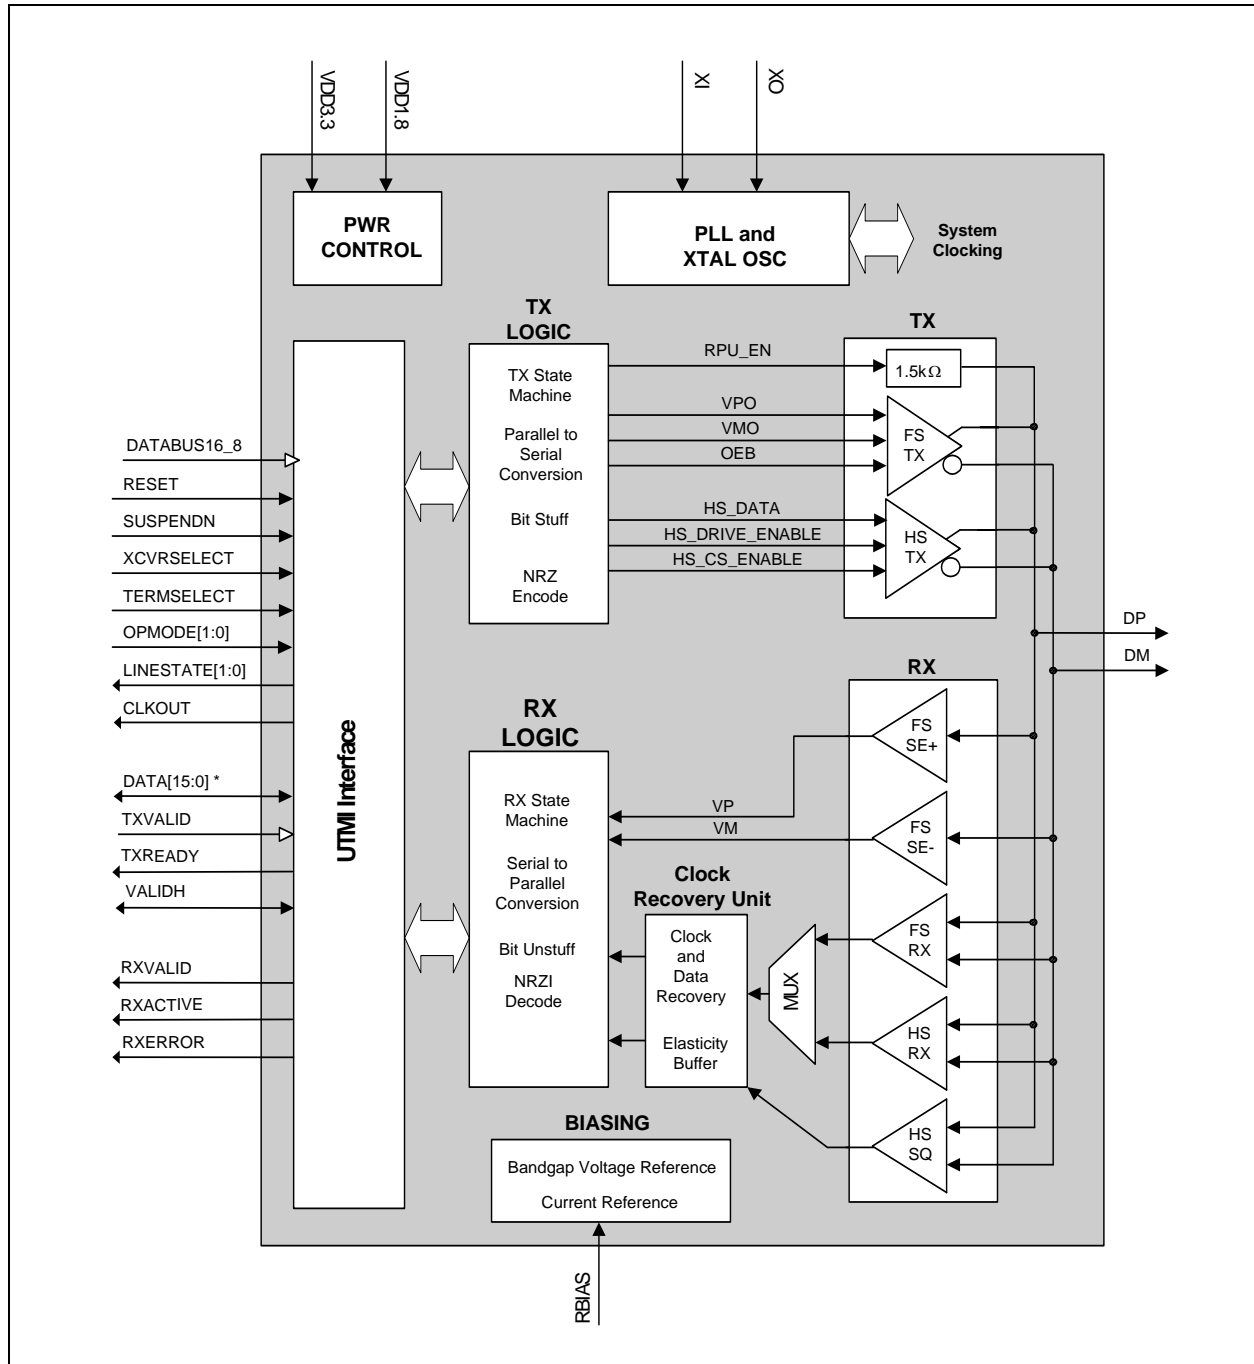 VDD3.3
VDD1.8
XI
XO
PWR
CONTROL
PLL and
XTAL OSC
System
Clocking
TX
LOGIC
TX State
Machine
Parallel to
Serial
Conversion
Bit Stuff
NRZ
Encode
RPU_EN
VPO
VMO
OEB
HS_DATA
HS_DRIVE_ENABLE
HS_CS_ENABLE
TX
1.5kΩ
FS
TX
HS
TX
DATABUS16_8
RESET
SUSPENDN
XCVRSELECT
TERMSELECT
OPMODE[1:0]
LINESTATE[1:0]
CLKOUT
DATA[15:0] *
TXVALID
TXREADY
VALIDH
RXVALID
RXACTIVE
RXERROR
UTMI Interface
DP
DM
RX
LOGIC
RX State
Machine
Serial to
Parallel
Conversion
Bit Unstuff
NRZI
Decode
VP
VM
Clock
Recovery Unit
Clock
and
Data
Recovery
Elasticity
Buffer
MUX
RX
FS
SE+
FS
SE-
FS
RX
HS
RX
HS
SQ
BIASING
Bandgap Voltage Reference
Current Reference
RBIAS